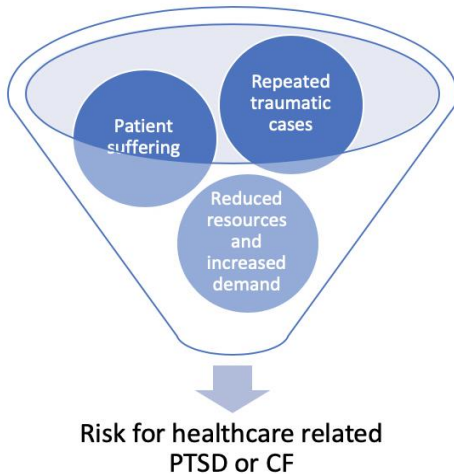 Repeated
traumatic
cases
Patient
suffering
Reduced
resources
and
increased
demand
Risk for healthcare related
PTSD or CF